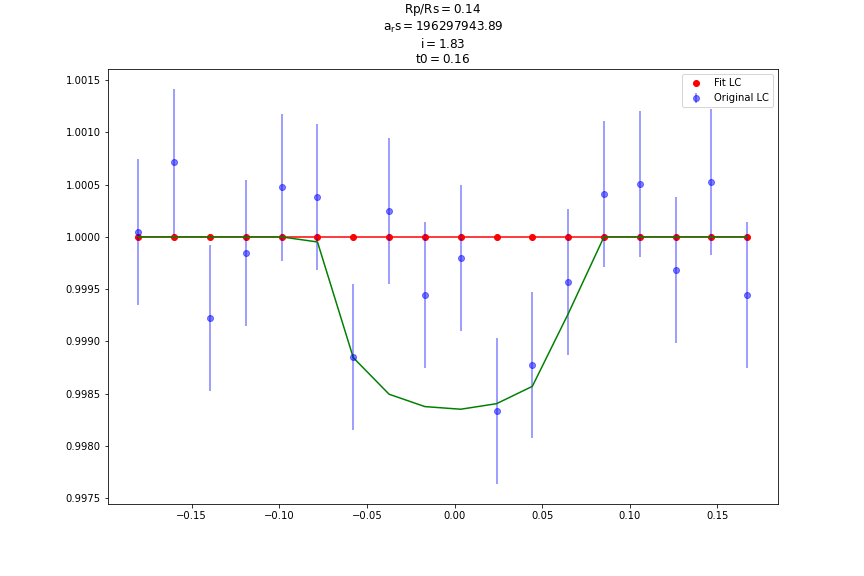 Rp/Rs = 0.14
aᵣs = 196297943.89
i = 1.83
t0 = 0.16
Fit LC
Original LC
1.0015
1.0010
1.0005
1.0000
0.9995
0.9990
0.9985
0.9980
0.9975
−0.15 −0.10 −0.05 0.00 0.05 0.10 0.15